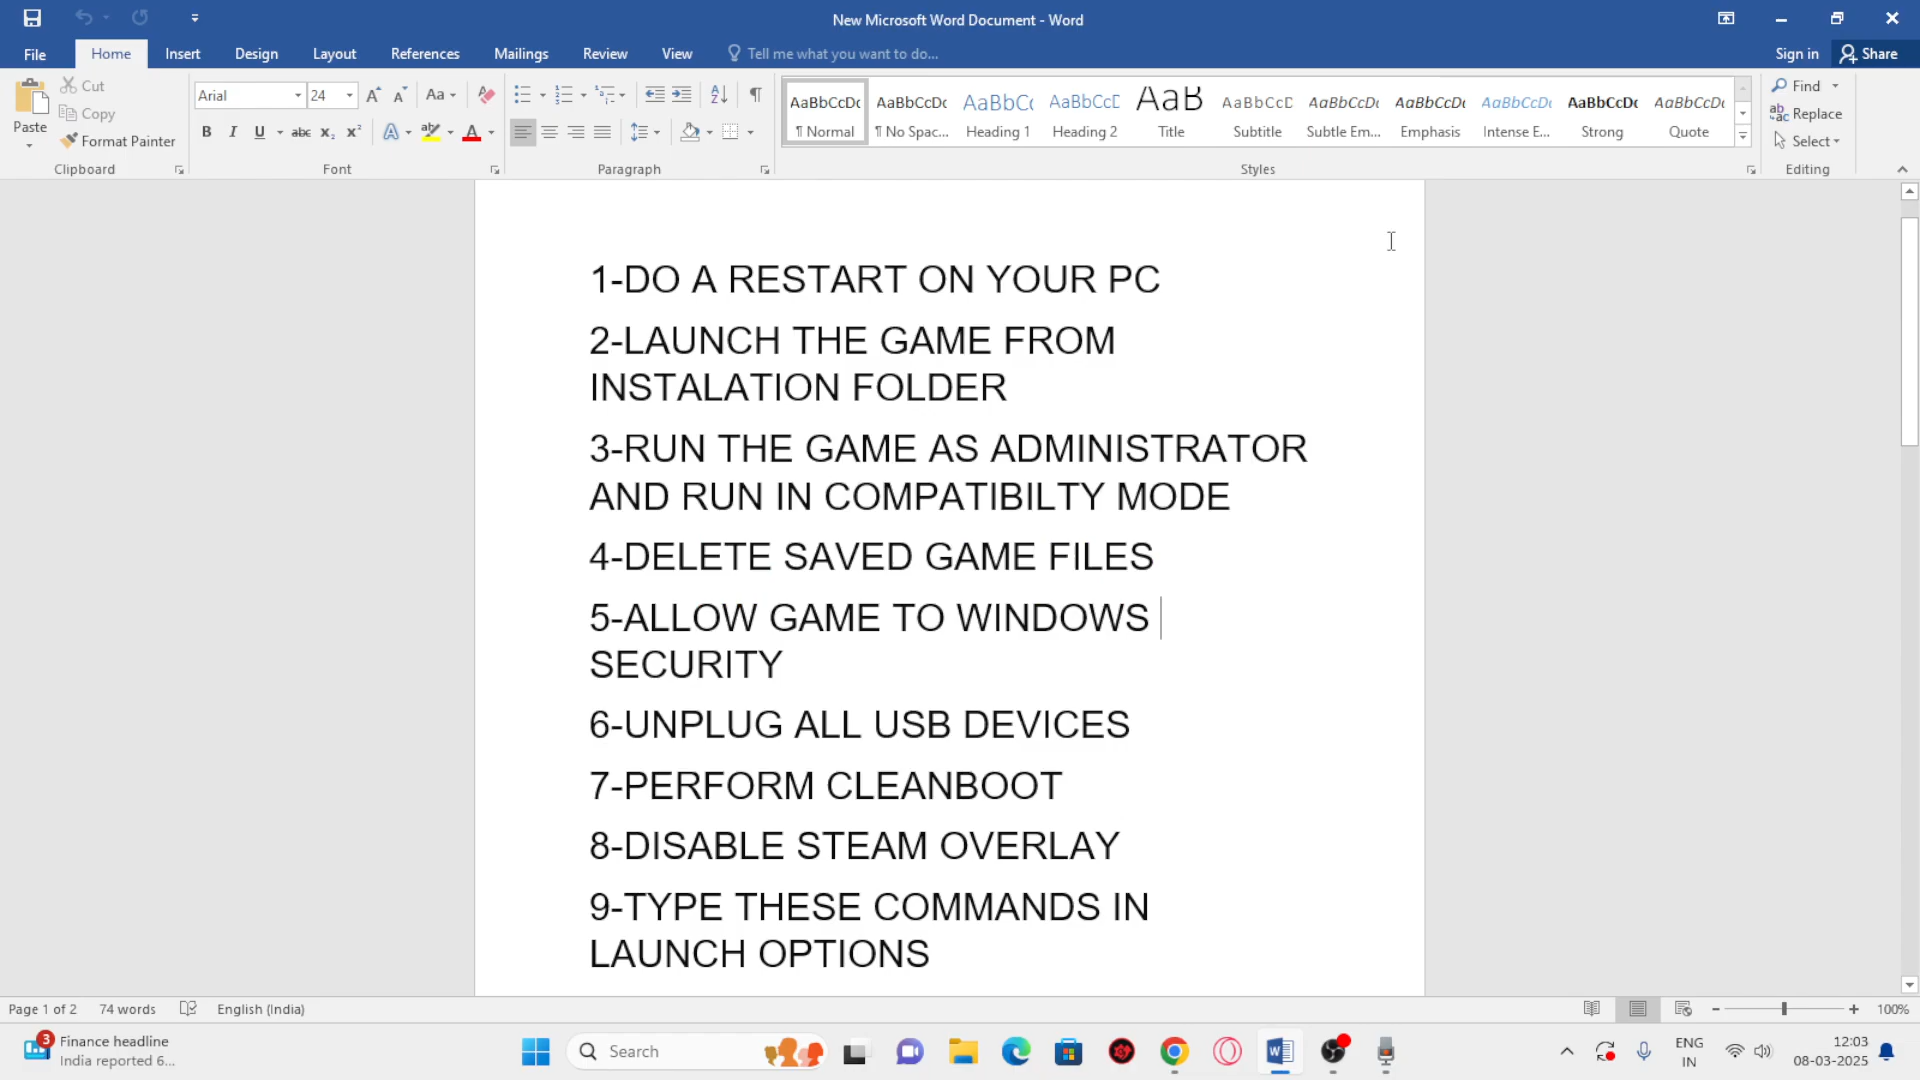 New Microsoft Word Document - Word
File Home Insert Design Layout References Mailings Review View Tell me what you want to do... Sign in Share
Paste
Cut
Copy
Format Painter
Clipboard
Arial 24
Font
Paragraph
AaBbCcDc AaBbCcDc AaBbCc AaBbCcD AaB AaBbCcD AaBbCcDc AaBbCcDc AaBbCcDc AaBbCcDc AaBbCcDc
¶ Normal ¶ No Spac... Heading 1 Heading 2 Title Subtitle Subtle Em... Emphasis Intense E... Strong Quote
Styles
Find
Replace
Select
Editing
1-DO A RESTART ON YOUR PC
2-LAUNCH THE GAME FROM
INSTALATION FOLDER
3-RUN THE GAME AS ADMINISTRATOR
AND RUN IN COMPATIBILTY MODE
4-DELETE SAVED GAME FILES
5-ALLOW GAME TO WINDOWS
SECURITY
6-UNPLUG ALL USB DEVICES
7-PERFORM CLEANBOOT
8-DISABLE STEAM OVERLAY
9-TYPE THESE COMMANDS IN
LAUNCH OPTIONS
Page 1 of 2 74 words English (India) 100%
3
Finance headline
India reported 6...
Search
ENG
IN
12:03
08-03-2025